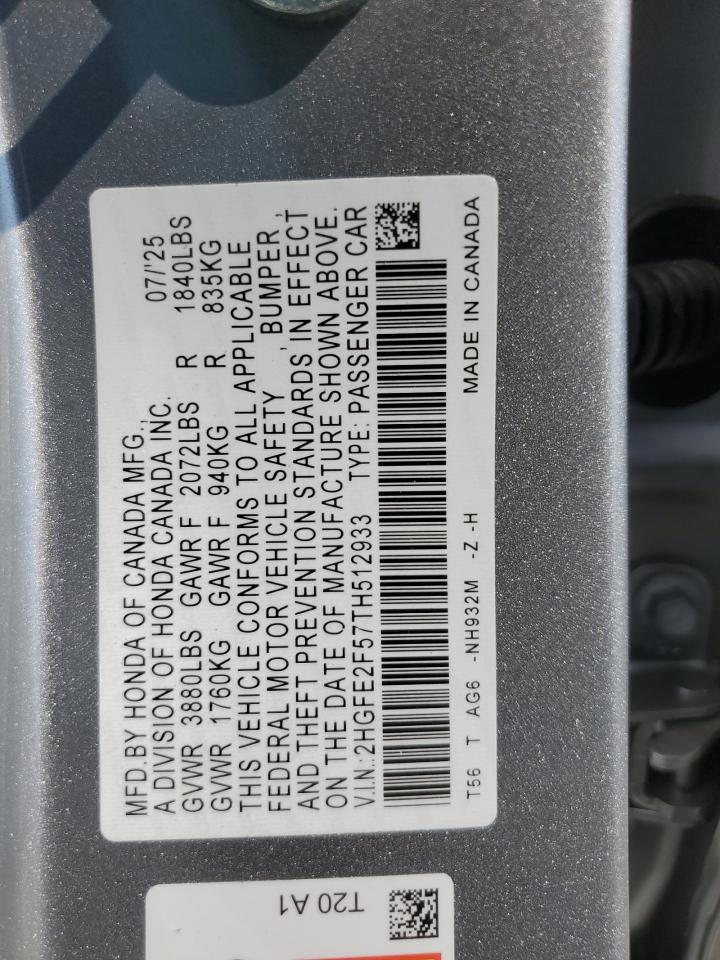 MFD.BY HONDA OF CANADA MFG.,
A DIVISION OF HONDA CANADA INC. 07/'25
GVWR 3880LBS GAWR F 2072LBS R 1840LBS
GVWR 1760KG GAWR F 940KG R 835KG
THIS VEHICLE CONFORMS TO ALL APPLICABLE
FEDERAL MOTOR VEHICLE SAFETY , BUMPER ,
AND THEFT PREVENTION STANDARDS IN EFFECT
ON THE DATE OF MANUFACTURE SHOWN ABOVE.
V.I.N.:2HGFE2F57TH512933 TYPE: PASSENGER CAR
T56 T AG6 -NH932M -Z -H MADE IN CANADA
T20 A1